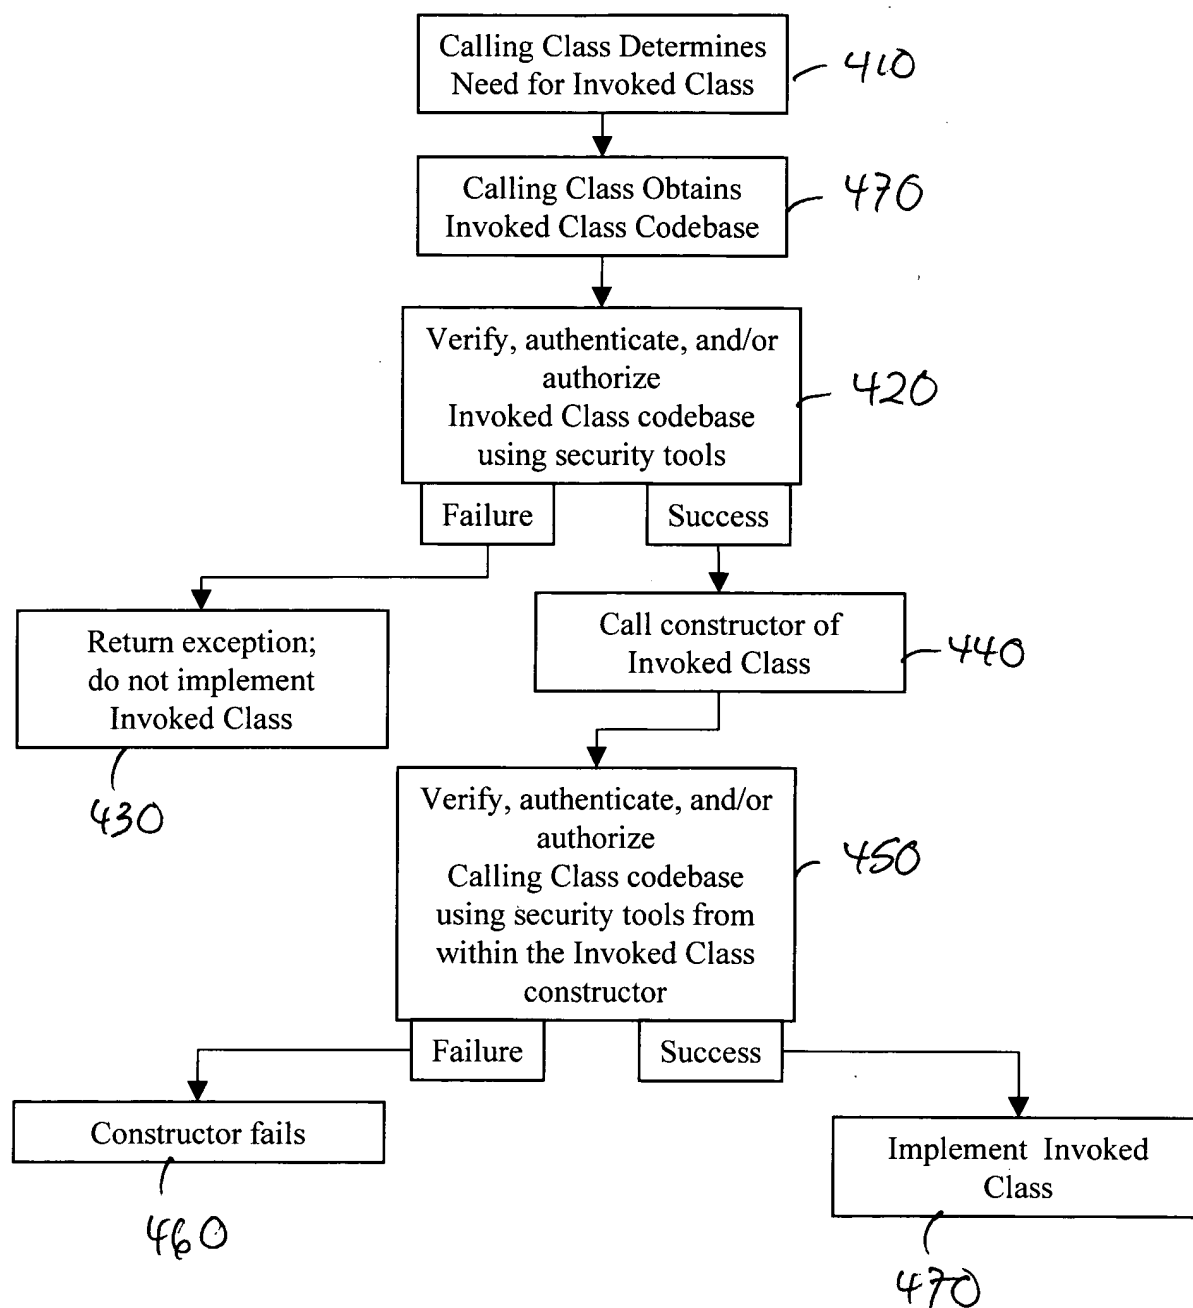 Calling Class Determines
Need for Invoked Class
410
Calling Class Obtains
Invoked Class Codebase
470
Verify, authenticate, and/or
authorize
Invoked Class codebase
using security tools
420
Failure
Success
Return exception;
do not implement
Invoked Class
430
Call constructor of
Invoked Class
440
Verify, authenticate, and/or
authorize
Calling Class codebase
using security tools from
within the Invoked Class
constructor
450
Failure
Success
Constructor fails
460
Implement Invoked
Class
470